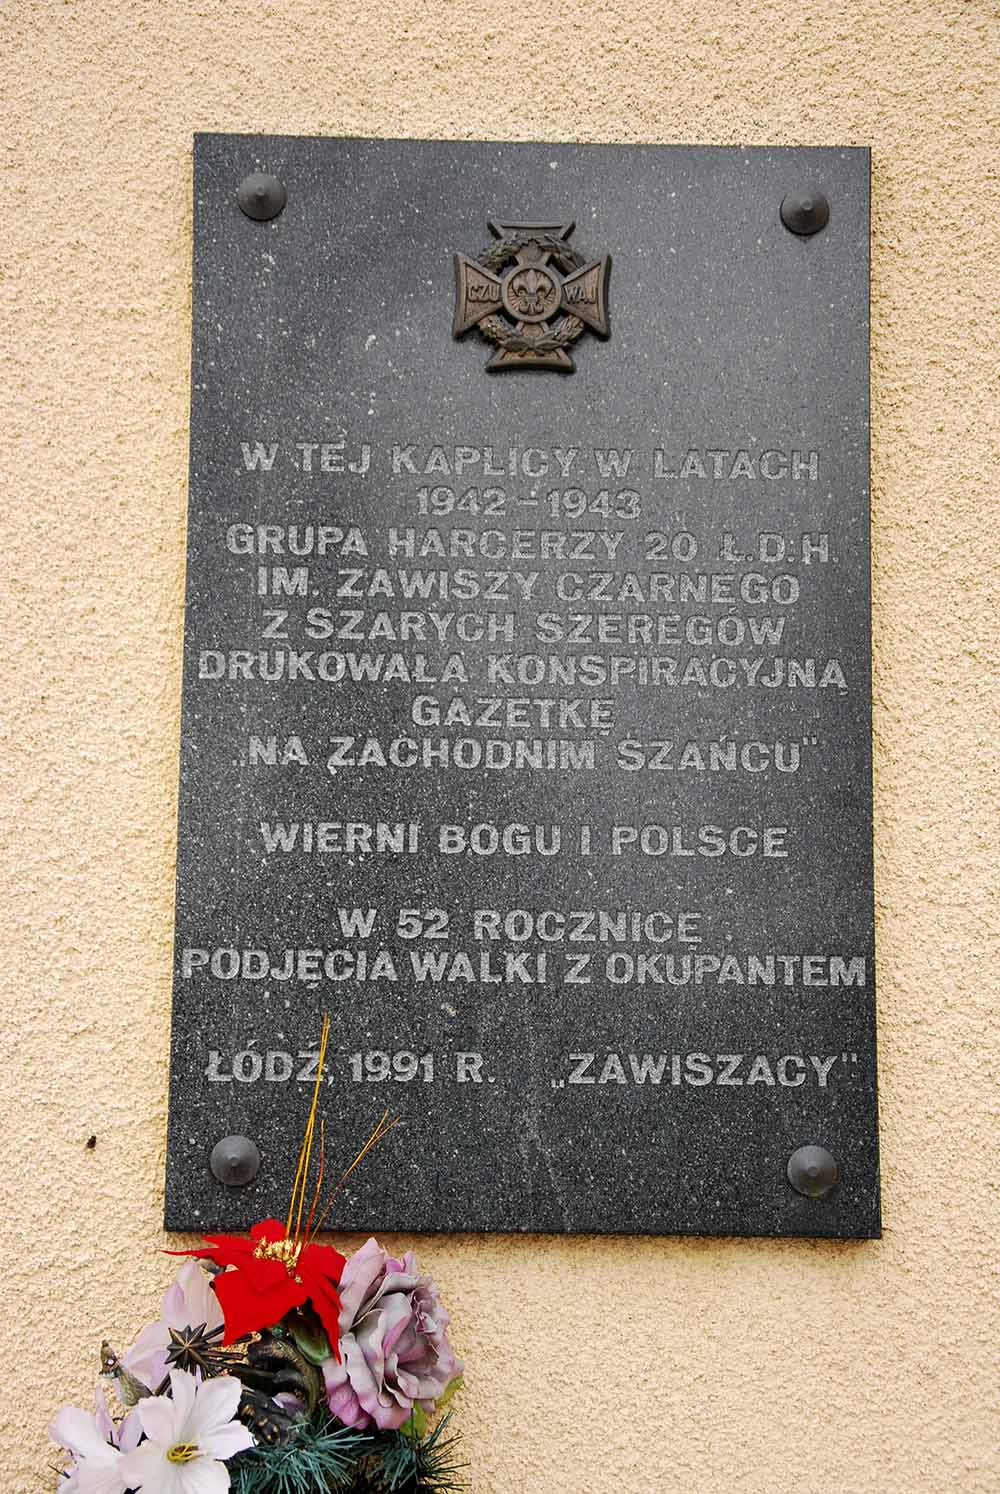 CZU WAJ
W TEJ KAPLICY W LATACH
1942-1943
GRUPA HARCERZY 20 Ł.D.H.
IM. ZAWISZY CZARNEGO
Z SZARYCH SZEREGÓW
DRUKOWAŁA KONSPIRACYJNĄ
GAZETKĘ
„NA ZACHODNIM SZAŃCU"
WIERNI BOGU I POLSCE
W 52 ROCZNICĘ
PODJĘCIA WALKI Z OKUPANTEM
ŁÓDŹ, 1991 R. „ZAWISZACY"